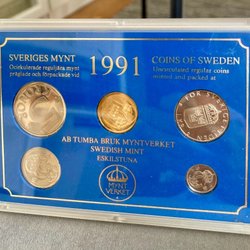 SVERIGES MYNT
Ocirkulerade reguljära mynt
präglade och förpackade vid
1991
COINS OF SWEDEN
Uncirculated regular coins
minted and packed at
AB TUMBA BRUK MYNTVERKET
SWEDISH MINT
ESKILSTUNA
MYNT
VERKET